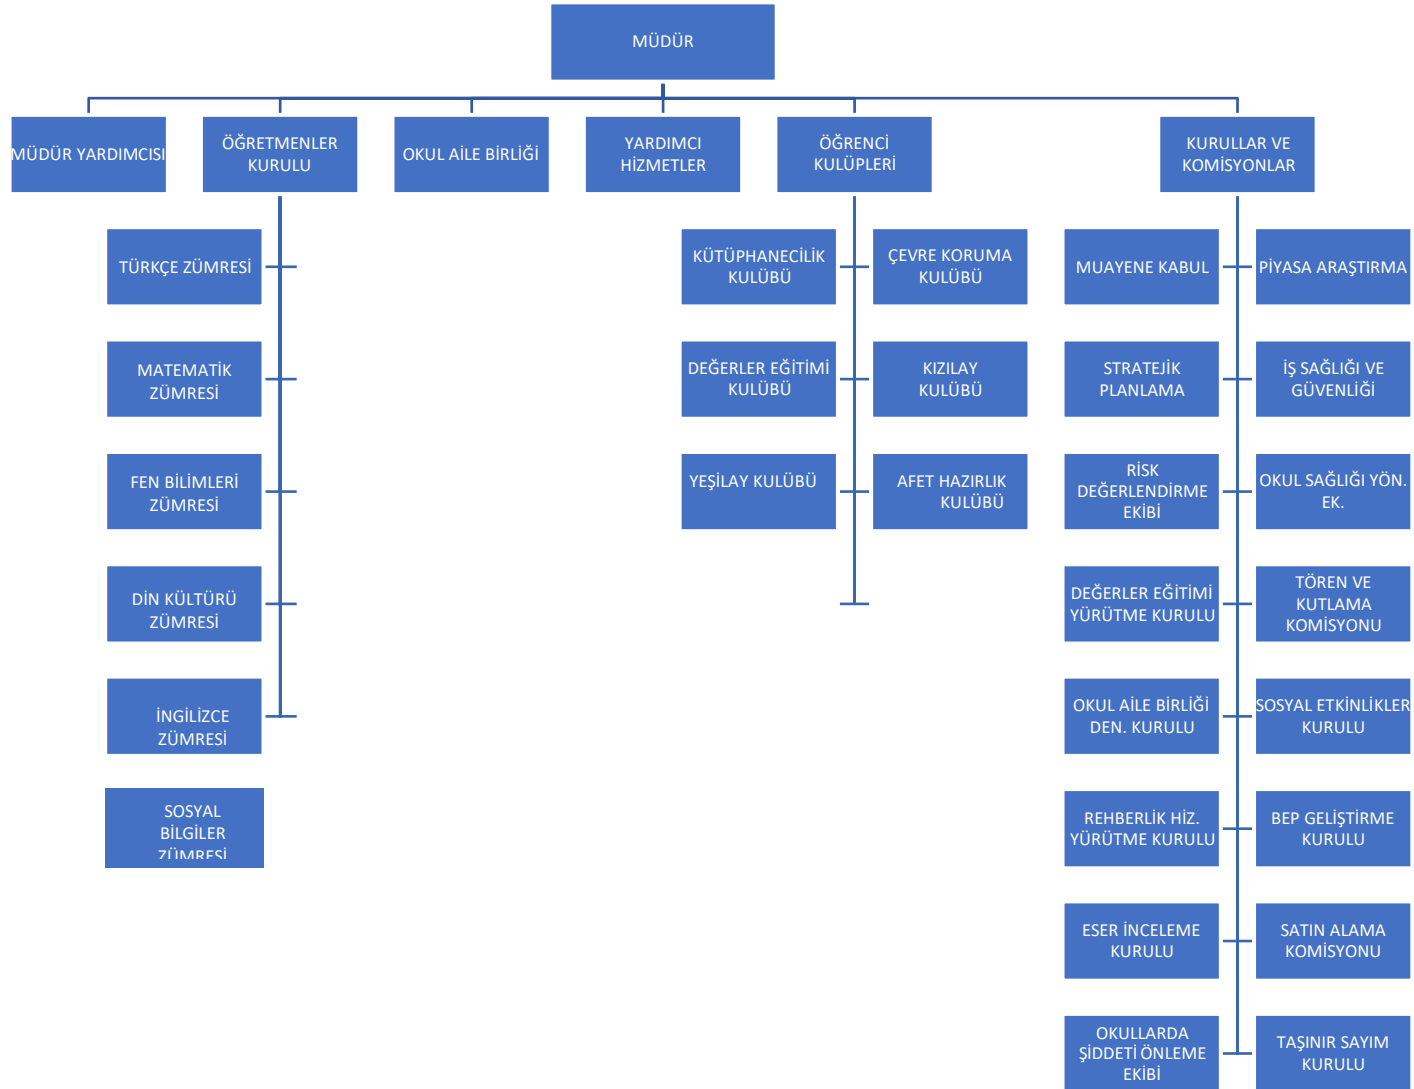 MÜDÜR
MÜDÜR YARDIMCISI
ÖĞRETMENLER
KURULU
OKUL AİLE BİRLİĞİ
YARDIMCI
HİZMETLER
ÖĞRENCİ
KULÜPLERİ
KURULLAR VE
KOMİSYONLAR
TÜRKÇE ZÜMRESİ
MATEMATİK
ZÜMRESİ
FEN BİLİMLERİ
ZÜMRESİ
DİN KÜLTÜRÜ
ZÜMRESİ
İNGİLİZCE
ZÜMRESİ
SOSYAL
BİLGİLER
ZÜMRESİ
KÜTÜPHANECİLİK
KULÜBÜ
ÇEVRE KORUMA
KULÜBÜ
DEĞERLER EĞİTİMİ
KULÜBÜ
KIZILAY
KULÜBÜ
YEŞİLAY KULÜBÜ
AFET HAZIRLIK
KULÜBÜ
MUAYENE KABUL
PİYASA ARAŞTIRMA
STRATEJİK
PLANLAMA
İŞ SAĞLIĞI VE
GÜVENLİĞİ
RİSK
DEĞERLENDİRME
EKİBİ
OKUL SAĞLIĞI YÖN.
EK.
DEĞERLER EĞİTİMİ
YÜRÜTME KURULU
TÖREN VE
KUTLAMA
KOMİSYONU
OKUL AİLE BİRLİĞİ
DEN. KURULU
SOSYAL ETKİNLİKLER
KURULU
REHBERLİK HİZ.
YÜRÜTME KURULU
BEP GELİŞTİRME
KURULU
ESER İNCELEME
KURULU
SATIN ALAMA
KOMİSYONU
OKULLARDA
ŞİDDETİ ÖNLEME
EKİBİ
TAŞINIR SAYIM
KURULU